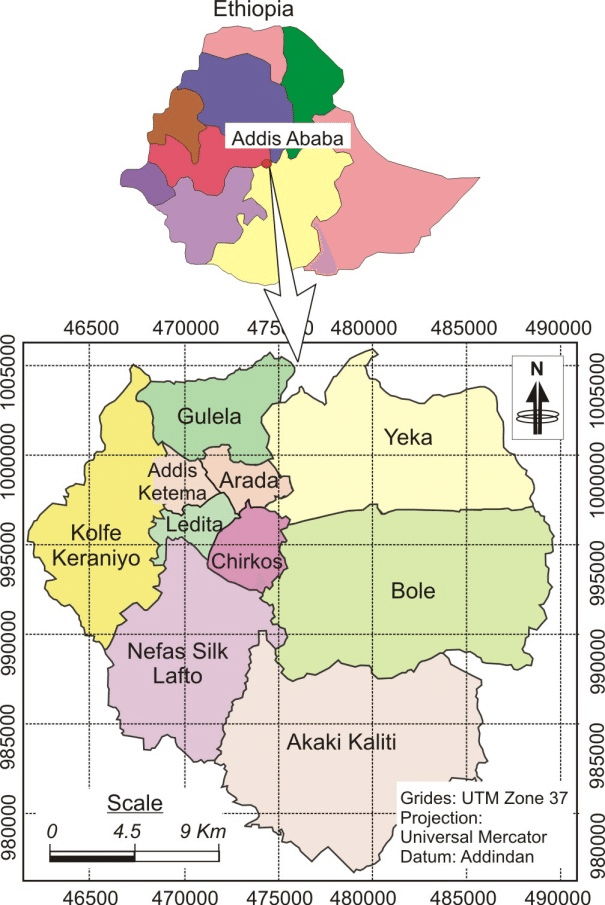 Ethiopia
Addis Ababa
46500 470000 475000 480000 485000 490000
1005000
1000000
995000
990000
985000
980000
1005000
1000000
995000
990000
985000
980000
N
Gulela
Yeka
Addis
Ketema
Arada
Ledita
Kolfe
Keraniyo
Chirkos
Bole
Nefas Silk
Lafto
Akaki Kaliti
Scale
0 4.5 9 Km
Grides: UTM Zone 37
Projection:
Universal Mercator
Datum: Addindan
46500 470000 475000 480000 485000 490000